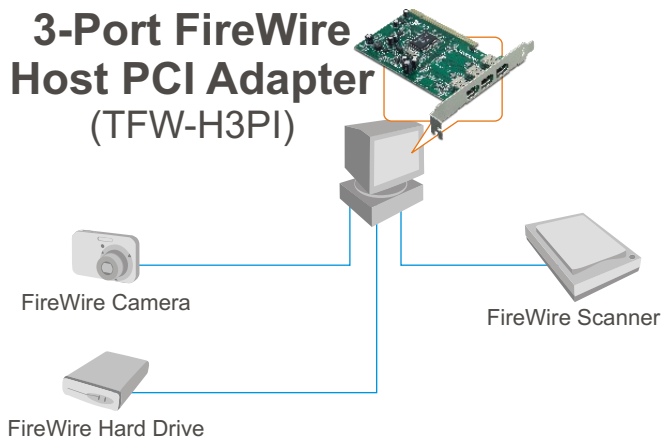 3-Port FireWire
Host PCI Adapter
(TFW-H3PI)
FireWire Camera
FireWire Scanner
FireWire Hard Drive